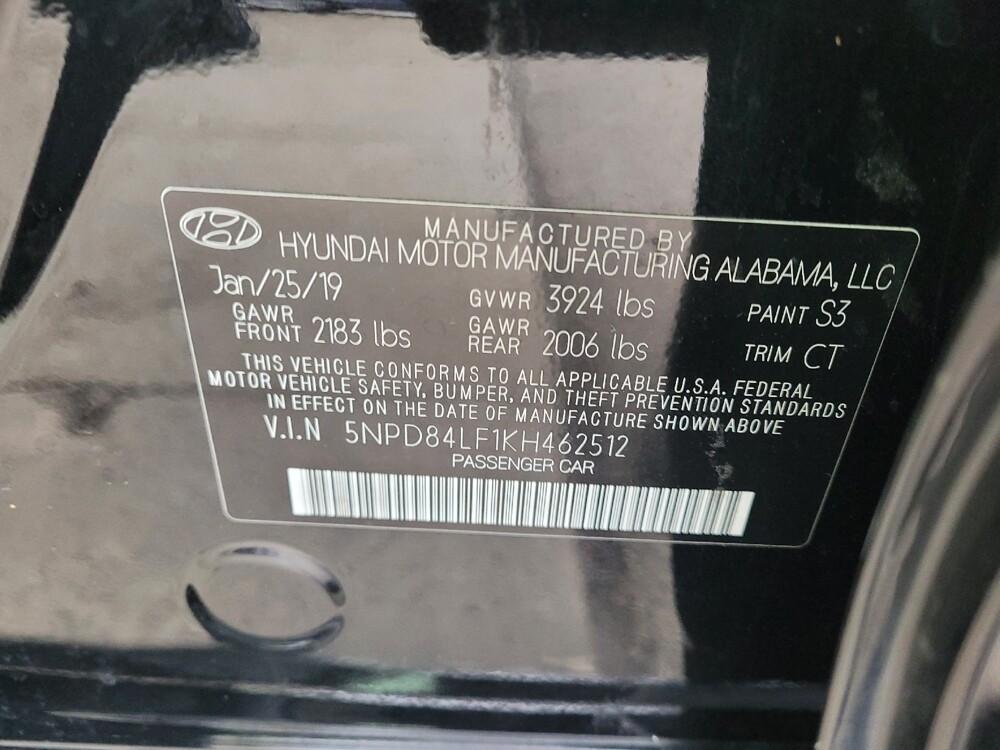 MANUFACTURED BY
HYUNDAI MOTOR MANUFACTURING ALABAMA, LLC
Jan/25/19 GVWR 3924 lbs PAINT S3
GAWR FRONT 2183 lbs GAWR REAR 2006 lbs TRIM CT
THIS VEHICLE CONFORMS TO ALL APPLICABLE U.S.A. FEDERAL
MOTOR VEHICLE SAFETY, BUMPER, AND THEFT PREVENTION STANDARDS
IN EFFECT ON THE DATE OF MANUFACTURE SHOWN ABOVE
V.I.N 5NPD84LF1KH462512
PASSENGER CAR